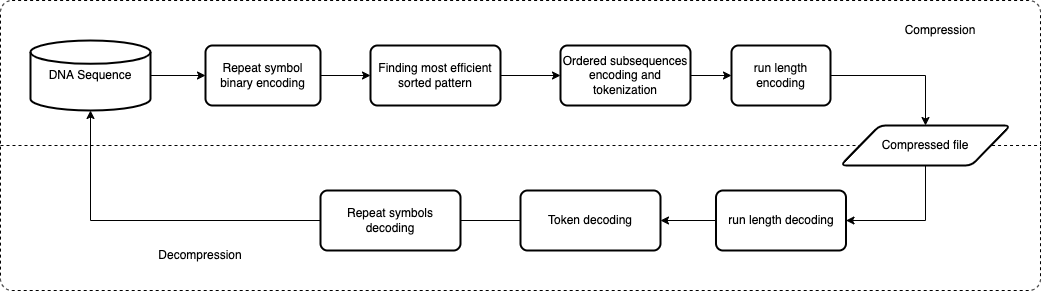 Compression
DNA Sequence
Repeat symbol
binary encoding
Finding most efficient
sorted pattern
Ordered subsequences
encoding and
tokenization
run length
encoding
Compressed file
Repeat symbols
decoding
Token decoding
run length decoding
Decompression